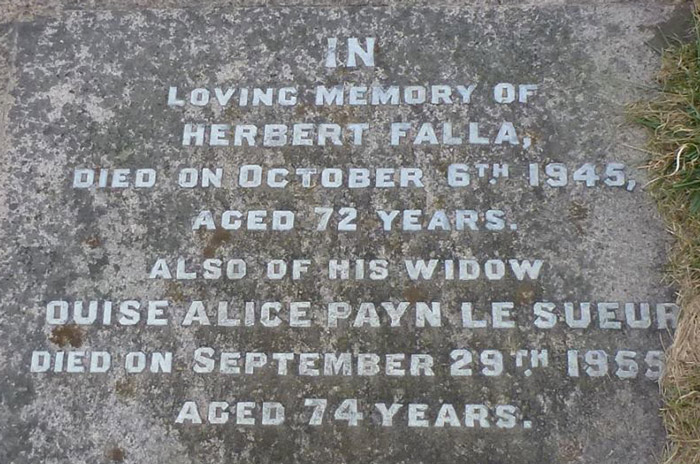 IN
LOVING MEMORY OF
HERBERT FALLA,
DIED ON OCTOBER 6TH. 1945,
AGED 72 YEARS.
ALSO OF HIS WIDOW
OUISE ALICE PAYN LE SUEUR
DIED ON SEPTEMBER 29TH. 1955
AGED 74 YEARS.